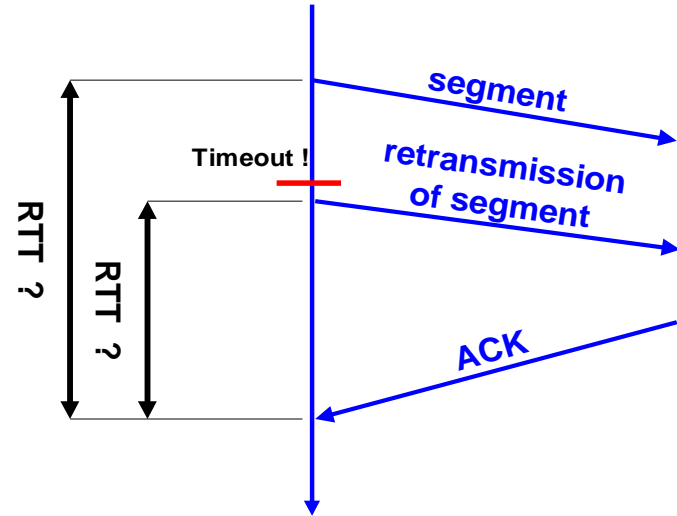 segment
Timeout !
retransmission
of segment
RTT ?
RTT ?
ACK